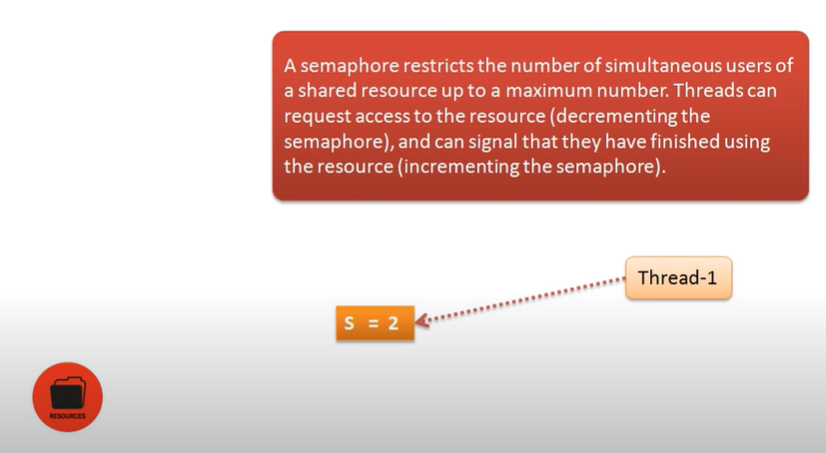 A semaphore restricts the number of simultaneous users of
a shared resource up to a maximum number. Threads can
request access to the resource (decrementing the
semaphore), and can signal that they have finished using
the resource (incrementing the semaphore).
Thread-1
S = 2
RESOURCES